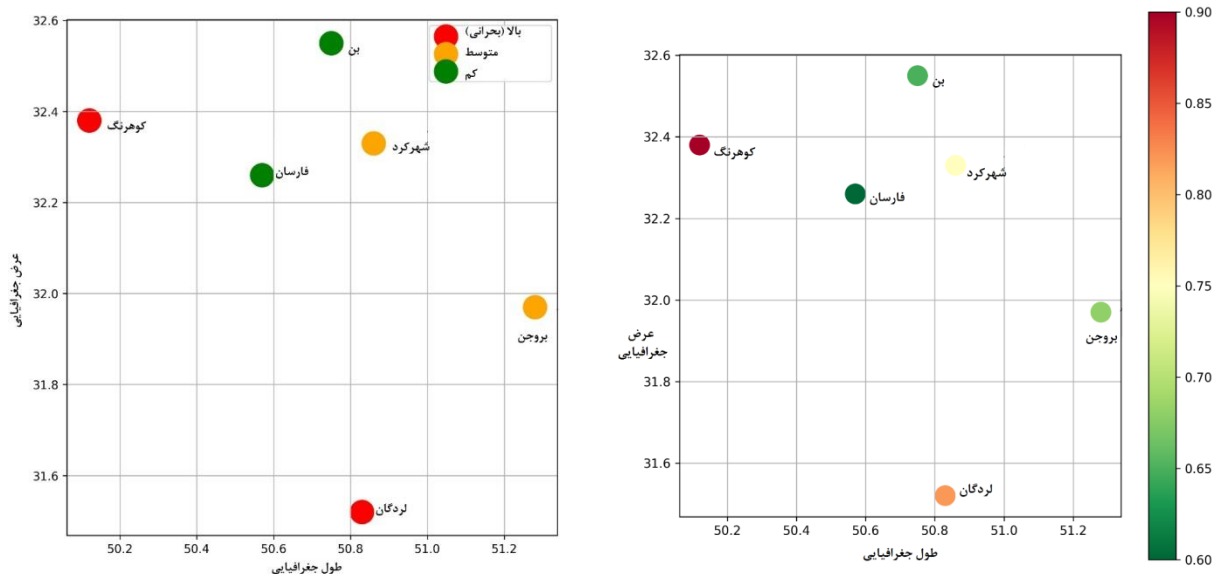 32.6
32.4
32.2
32.0
31.8
31.6
50.2 50.4 50.6 50.8 51.0 51.2
عرض جغرافیایی
طول جغرافیایی
بالا (بحرانی)
متوسط
کم
بن
کوهرنگ
شهرکرد
فارسان
بروجن
لردگان
32.6
32.4
32.2
32.0
31.8
31.6
50.2 50.4 50.6 50.8 51.0 51.2
عرض
جغرافیایی
طول جغرافیایی
بن
کوهرنگ
شهرکرد
فارسان
بروجن
لردگان
0.90
0.85
0.80
0.75
0.70
0.65
0.60